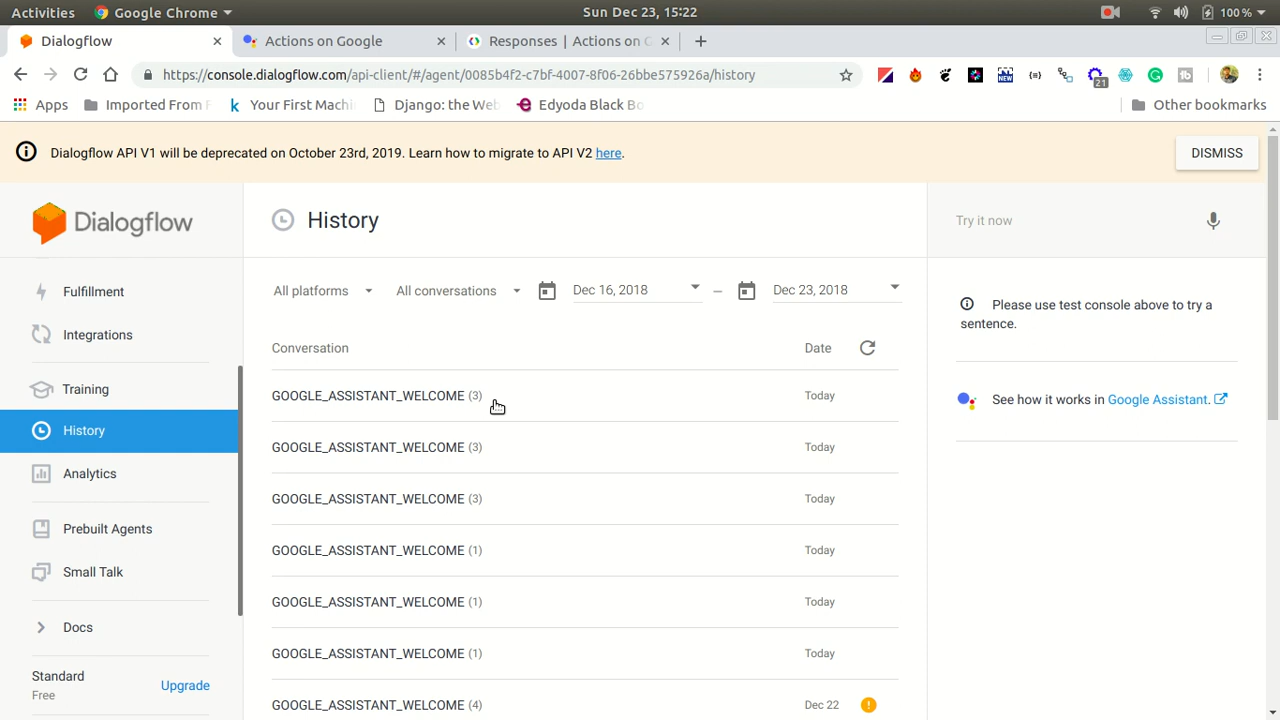 Activities Google Chrome Sun Dec 23, 15:22 100 %
Dialogflow Actions on Google Responses | Actions on G
https://console.dialogflow.com/api-client/#/agent/0085b4f2-c7bf-4007-8f06-26bbe575926a/history NEW 21
Apps Imported From F Your First Machi Django: the Web Edyoda Black Bo Other bookmarks
Dialogflow API V1 will be deprecated on October 23rd, 2019. Learn how to migrate to API V2 here. DISMISS
Dialogflow History Try it now
Fulfillment
Integrations
Training
History
Analytics
Prebuilt Agents
Small Talk
Docs
Standard
Free
Upgrade
All platforms All conversations Dec 16, 2018 – Dec 23, 2018
Conversation Date
GOOGLE_ASSISTANT_WELCOME (3) Today
GOOGLE_ASSISTANT_WELCOME (3) Today
GOOGLE_ASSISTANT_WELCOME (3) Today
GOOGLE_ASSISTANT_WELCOME (1) Today
GOOGLE_ASSISTANT_WELCOME (1) Today
GOOGLE_ASSISTANT_WELCOME (1) Today
GOOGLE_ASSISTANT_WELCOME (4) Dec 22
Please use test console above to try a
sentence.
See how it works in Google Assistant.